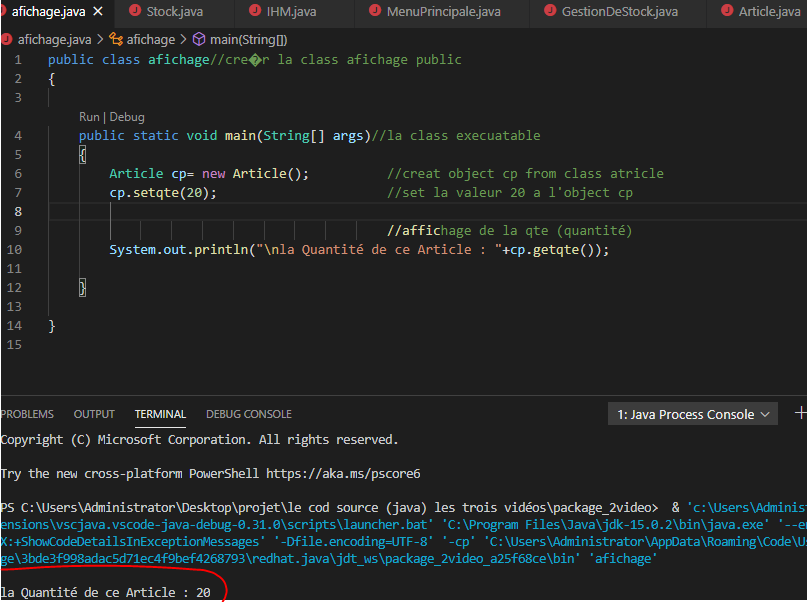 afichage.java ✕ Stock.java IHM.java MenuPrincipale.java GestionDeStock.java Article.java
afichage.java > afichage > main(String[])
1 public class afichage//cre�r la class afichage public
2 {
3
Run | Debug
4 public static void main(String[] args)//la class execuatable
5 {
6 Article cp= new Article(); //creat object cp from class atricle
7 cp.setqte(20); //set la valeur 20 a l'object cp
8
9 //affichage de la qte (quantité)
10 System.out.println("\nla Quantité de ce Article : "+cp.getqte());
11
12 }
13
14 }
15
PROBLEMS OUTPUT TERMINAL DEBUG CONSOLE 1: Java Process Console
Copyright (C) Microsoft Corporation. All rights reserved.
Try the new cross-platform PowerShell https://aka.ms/pscore6
PS C:\Users\Administrator\Desktop\projet\le cod source (java) les trois vidéos\package_2video> & 'c:\Users\Adminis
ensions\vscjava.vscode-java-debug-0.31.0\scripts\launcher.bat' 'C:\Program Files\Java\jdk-15.0.2\bin\java.exe' '--e
X:+ShowCodeDetailsInExceptionMessages' '-Dfile.encoding=UTF-8' '-cp' 'C:\Users\Administrator\AppData\Roaming\Code\Us
ge\3bde3f998adac5d71ec4f9bef4268793\redhat.java\jdt_ws\package_2video_a25f68ce\bin' 'afichage'
la Quantité de ce Article : 20